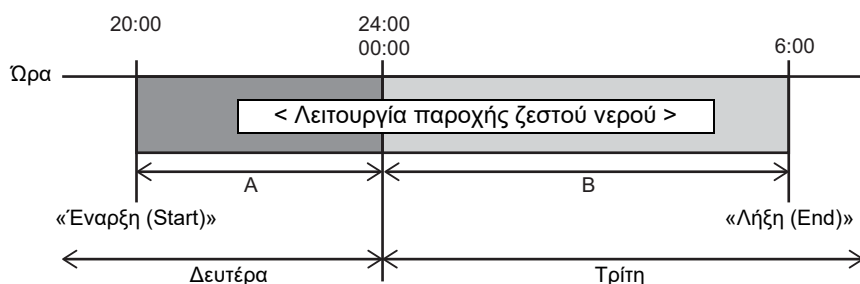 20:00
24:00
00:00
6:00
Ώρα
< Λειτουργία παροχής ζεστού νερού >
A
B
«Έναρξη (Start)»
«Λήξη (End)»
Δευτέρα
Τρίτη